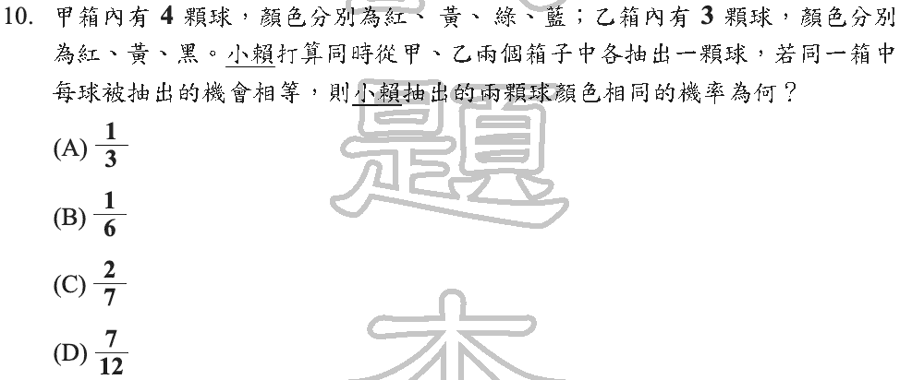 10. 甲箱內有 4 顆球，顏色分別為紅、黃、綠、藍；乙箱內有 3 顆球，顏色分別
為紅、黃、黑。小賴打算同時從甲、乙兩個箱子中各抽出一顆球，若同一箱中
每球被抽出的機會相等，則小賴抽出的兩顆球顏色相同的機率為何？
(A) 1/3
(B) 1/6
(C) 2/7
(D) 7/12
題
本